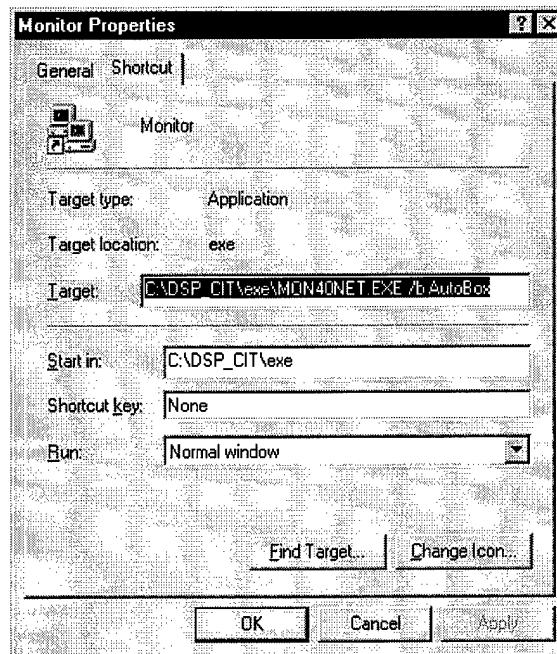 Monitor Properties
General Shortcut
Monitor
Target type: Application
Target location: exe
Target: C:\DSP_CIT\exe\MON40NET.EXE /b AutoBox
Start in: C:\DSP_CIT\exe
Shortcut key: None
Run: Normal window
Find Target... Change Icon...
OK Cancel Apply